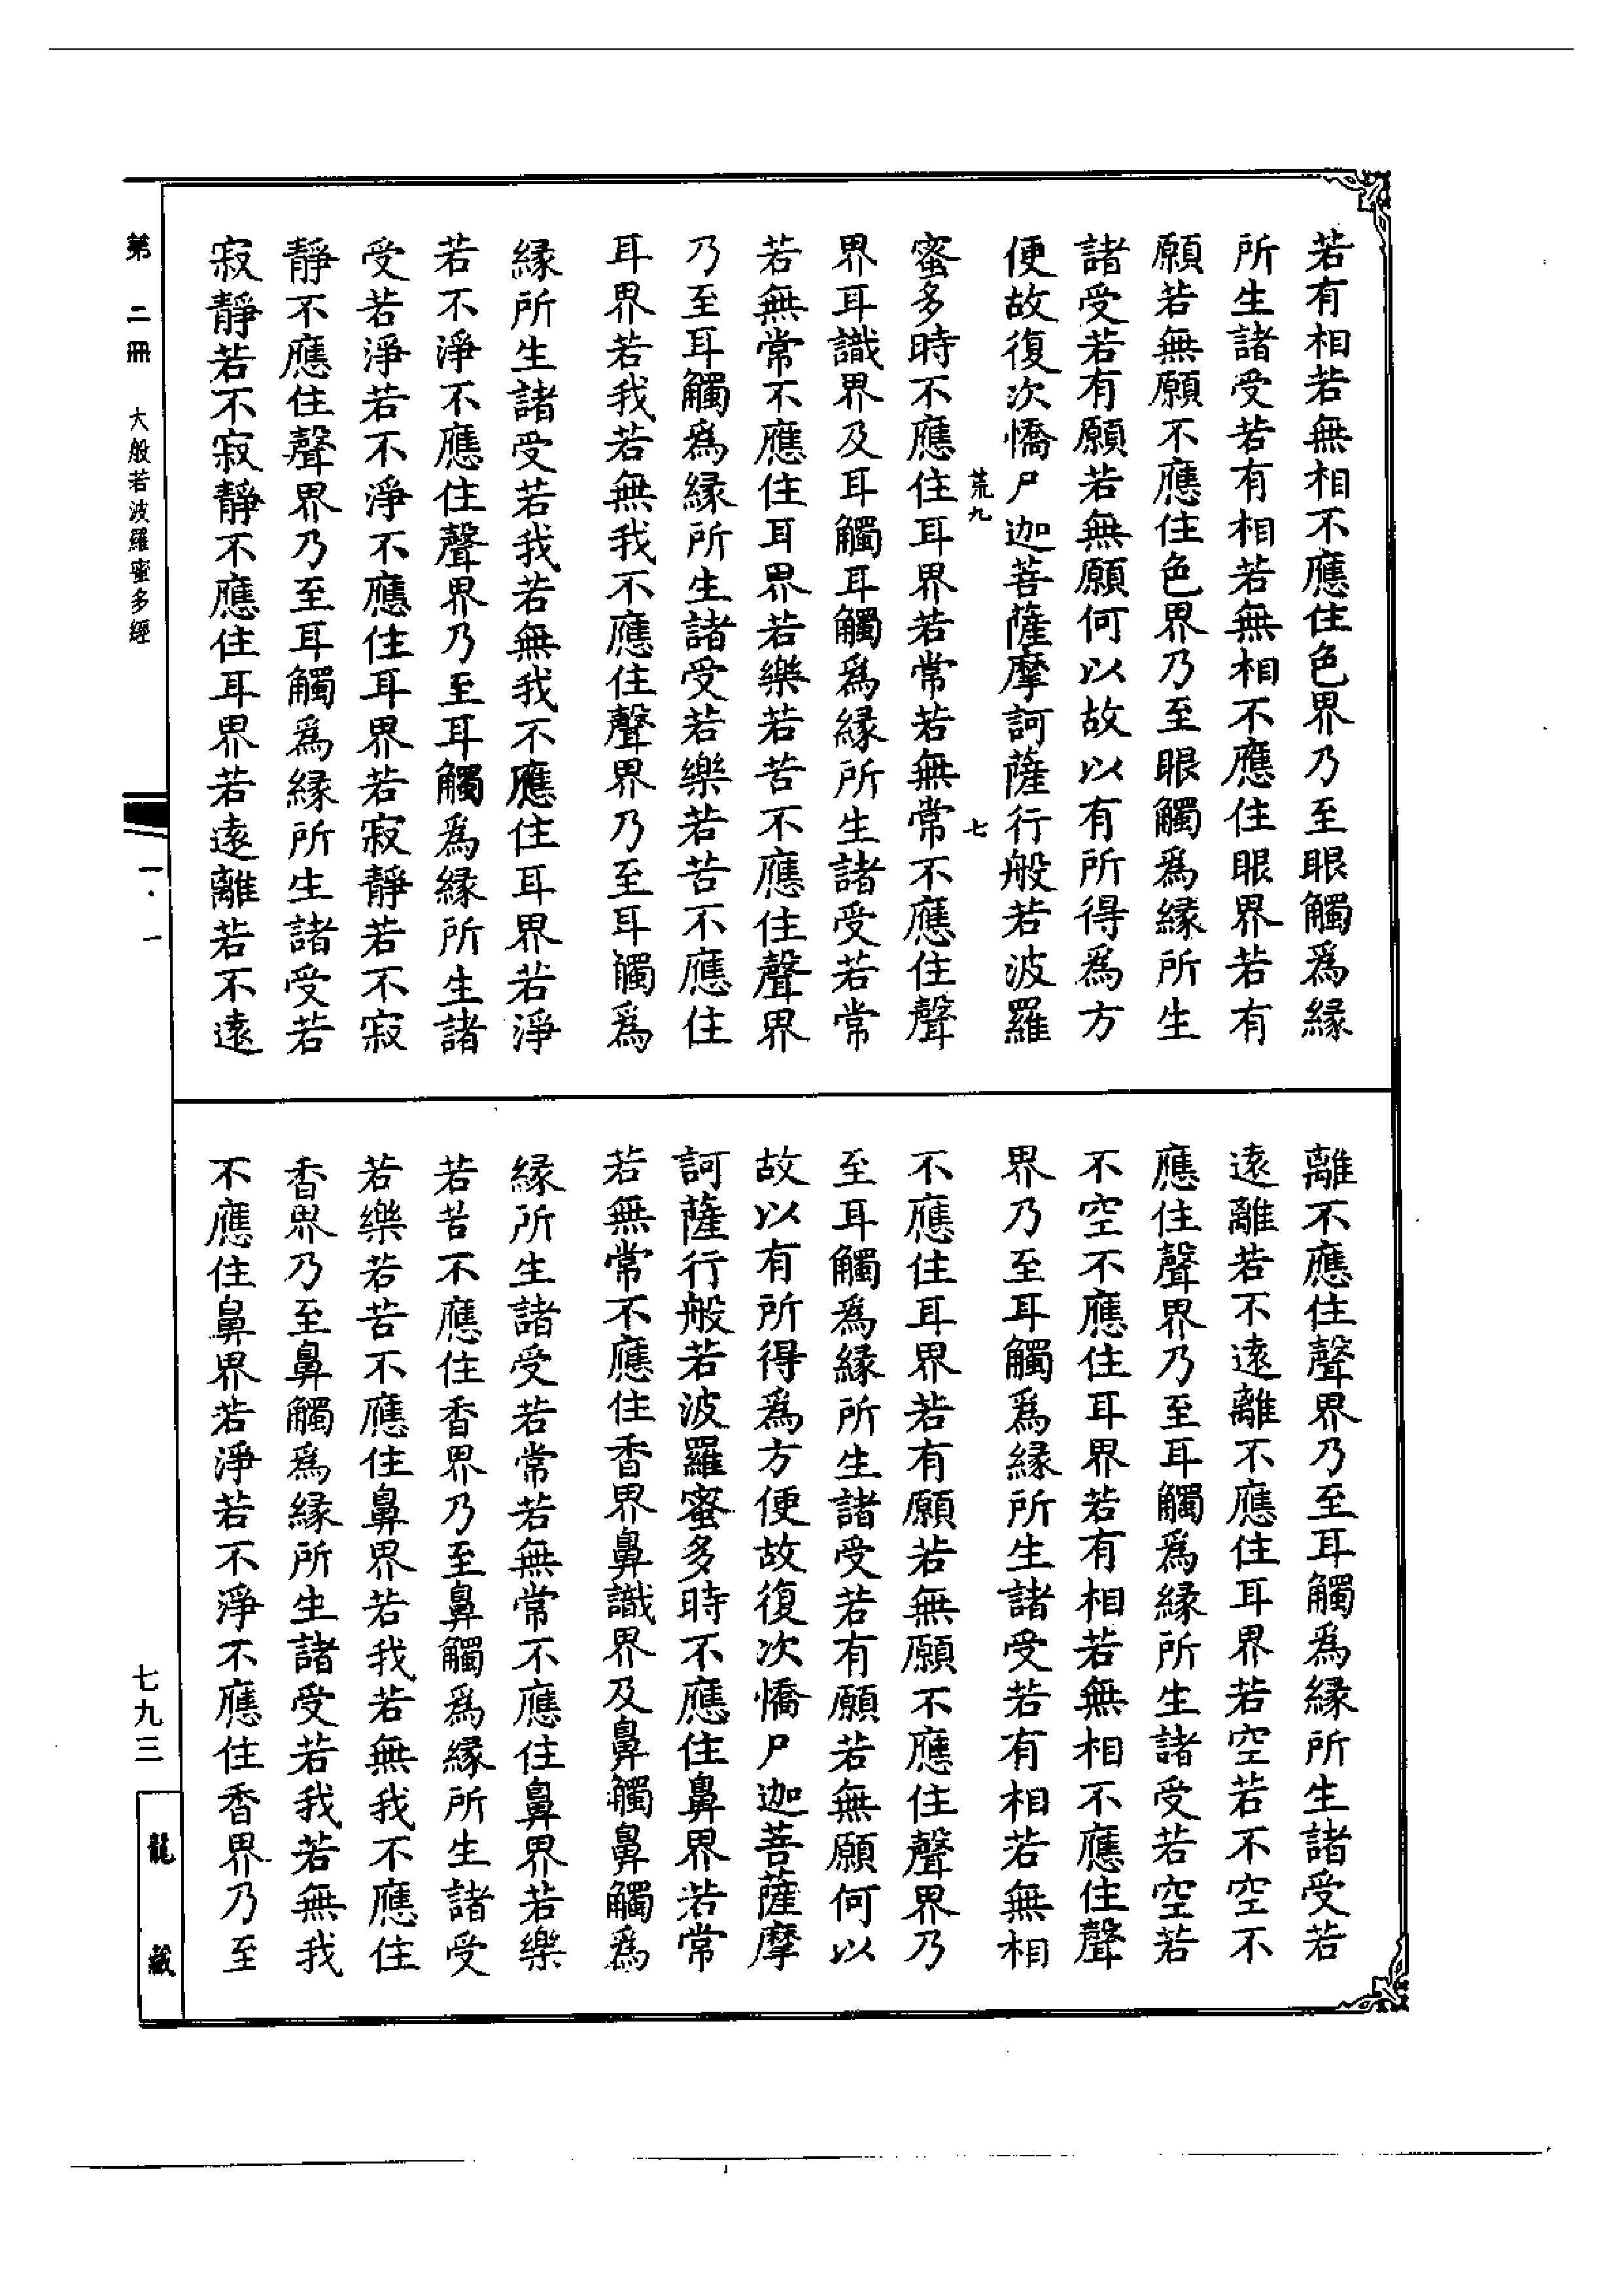 若有相若無相不應住色界乃至眼觸爲緣
所生諸受若有相若無相不應住眼界若有
願若無願不應住色界乃至眼觸爲緣所生
諸受若有願若無願何以故以有所得爲方
便故復次憍尸迦菩薩摩訶薩行般若波羅
荒九 七
蜜多時不應住耳界若常若無常不應住聲
界耳識界及耳觸耳觸爲緣所生諸受若常
若無常不應住耳界若樂若苦不應住聲界
乃至耳觸爲緣所生諸受若樂若苦不應住
耳界若我若無我不應住聲界乃至耳觸爲
緣所生諸受若我若無我不應住耳界若淨
若不淨不應住聲界乃至耳觸爲緣所生諸
受若淨若不淨不應住耳界若寂靜若不寂
靜不應住聲界乃至耳觸爲緣所生諸受若
寂靜若不寂靜不應住耳界若遠離若不遠
離不應住聲界乃至耳觸爲緣所生諸受若
遠離若不遠離不應住耳界若空若不空不
應住聲界乃至耳觸爲緣所生諸受若空若
不空不應住耳界若有相若無相不應住聲
界乃至耳觸爲緣所生諸受若有相若無相
不應住耳界若有願若無願不應住聲界乃
至耳觸爲緣所生諸受若有願若無願何以
故以有所得爲方便故復次憍尸迦菩薩摩
訶薩行般若波羅蜜多時不應住鼻界若常
若無常不應住香界鼻識界及鼻觸鼻觸爲
緣所生諸受若常若無常不應住鼻界若樂
若苦不應住香界乃至鼻觸爲緣所生諸受
若樂若苦不應住鼻界若我若無我不應住
香界乃至鼻觸爲緣所生諸受若我若無我
不應住鼻界若淨若不淨不應住香界乃至
第二冊 大般若波羅蜜多經
一·一
七九三
龍藏